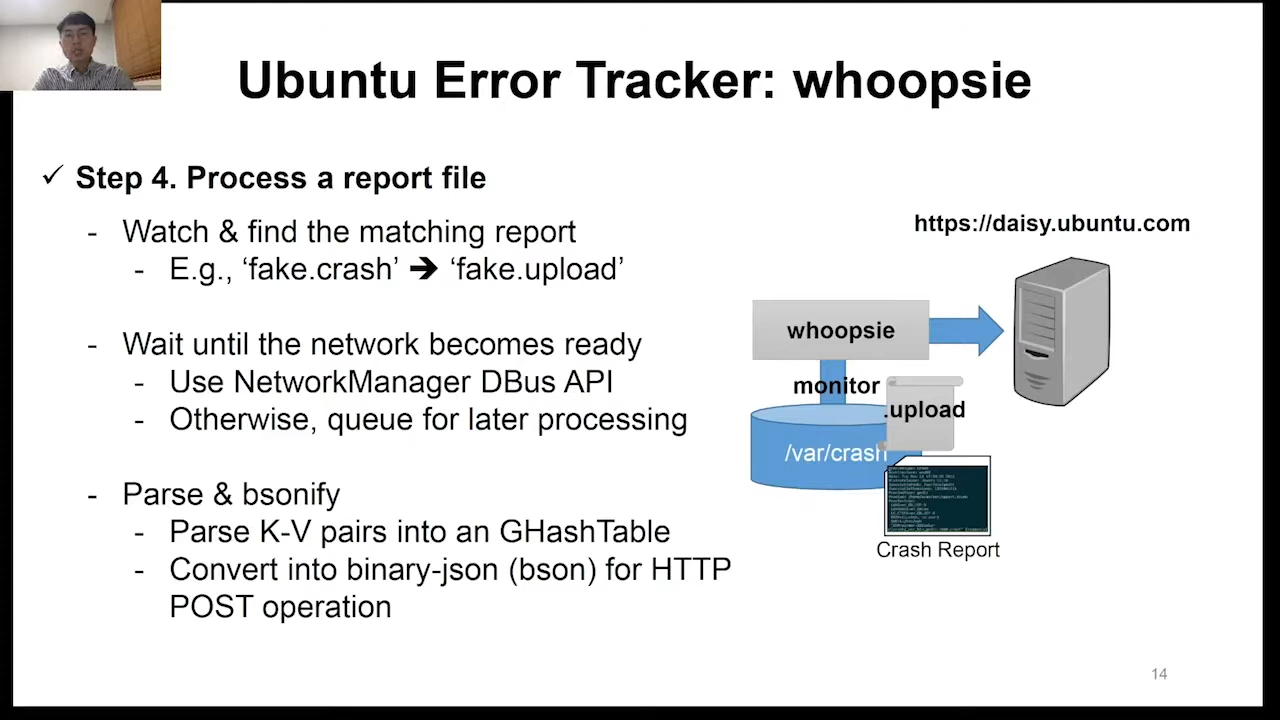 Ubuntu Error Tracker: whoopsie
✓ Step 4. Process a report file
- Watch & find the matching report
- E.g., ‘fake.crash’ ➔ ‘fake.upload’
- Wait until the network becomes ready
- Use NetworkManager DBus API
- Otherwise, queue for later processing
- Parse & bsonify
- Parse K-V pairs into an GHashTable
- Convert into binary-json (bson) for HTTP
POST operation
https://daisy.ubuntu.com
whoopsie
monitor
.upload
/var/crash
Crash Report
14